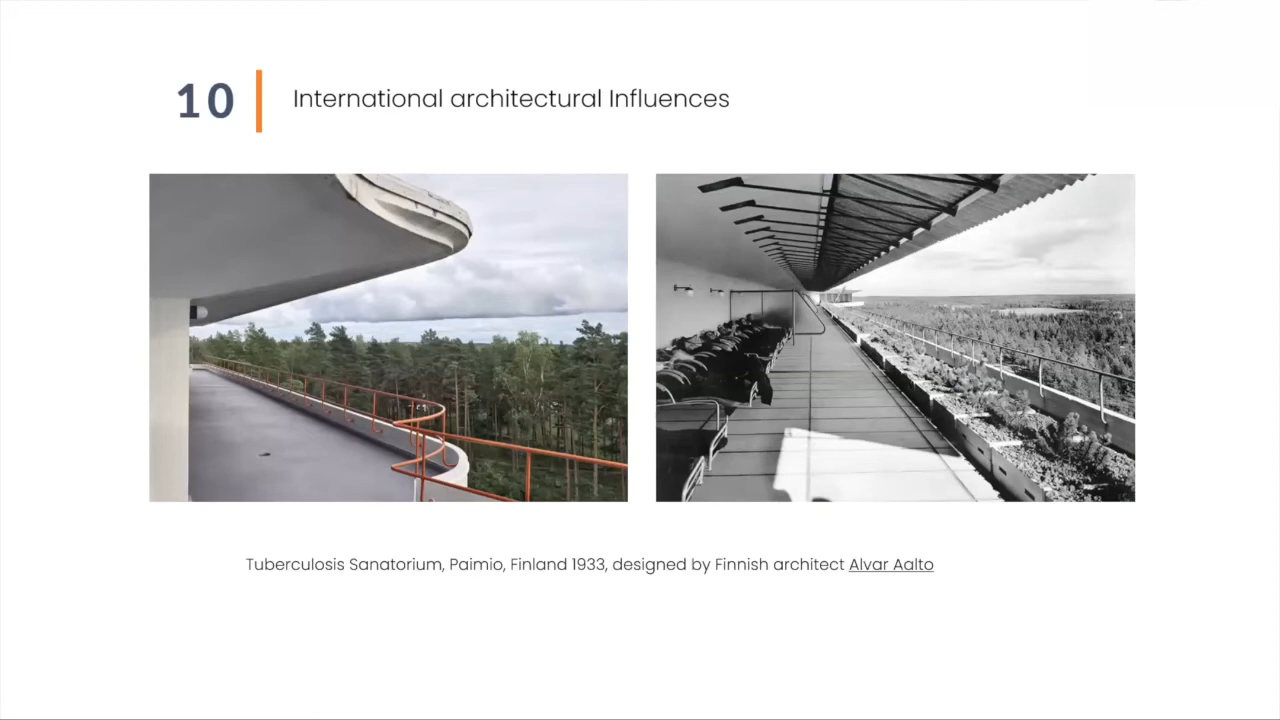 10
International architectural Influences
Tuberculosis Sanatorium, Paimio, Finland 1933, designed by Finnish architect Alvar Aalto